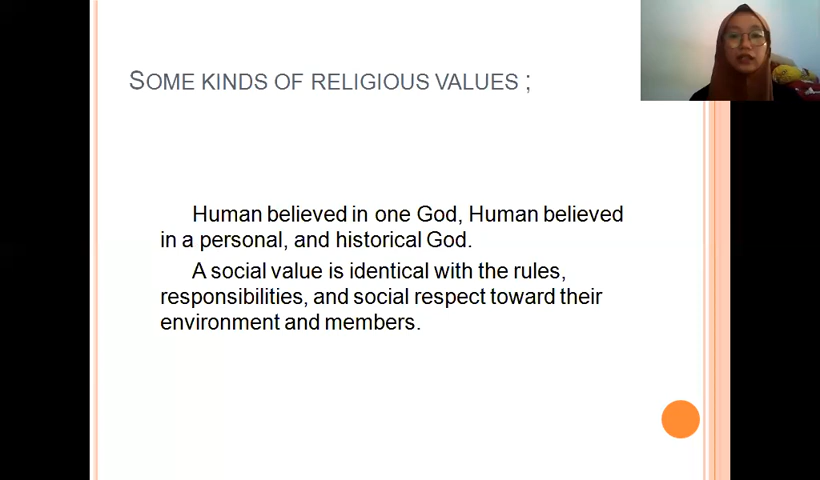 SOME KINDS OF RELIGIOUS VALUES ;
Human believed in one God, Human believed
in a personal, and historical God.
A social value is identical with the rules,
responsibilities, and social respect toward their
environment and members.